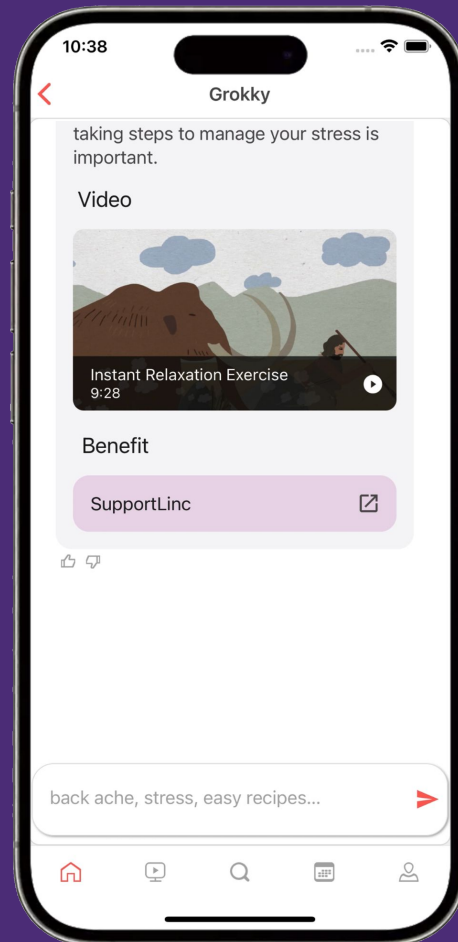 10:38
Grokky
taking steps to manage your stress is
important.
Video
Instant Relaxation Exercise
9:28
Benefit
SupportLinc
back ache, stress, easy recipes...